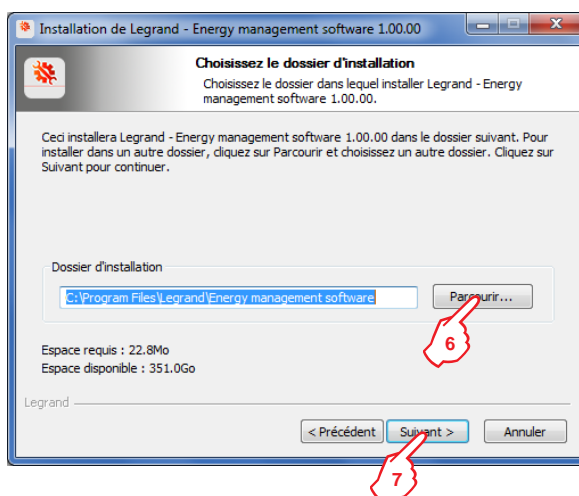 Installation de Legrand - Energy management software 1.00.00
Choisissez le dossier d'installation
Choisissez le dossier dans lequel installer Legrand - Energy
management software 1.00.00.
Ceci installera Legrand - Energy management software 1.00.00 dans le dossier suivant. Pour
installer dans un autre dossier, cliquez sur Parcourir et choisissez un autre dossier. Cliquez sur
Suivant pour continuer.
Dossier d'installation
C:\Program Files\Legrand\Energy management software
Parcourir...
6
Espace requis : 22.8Mo
Espace disponible : 351.0Go
Legrand
< Précédent
Suivant >
Annuler
7